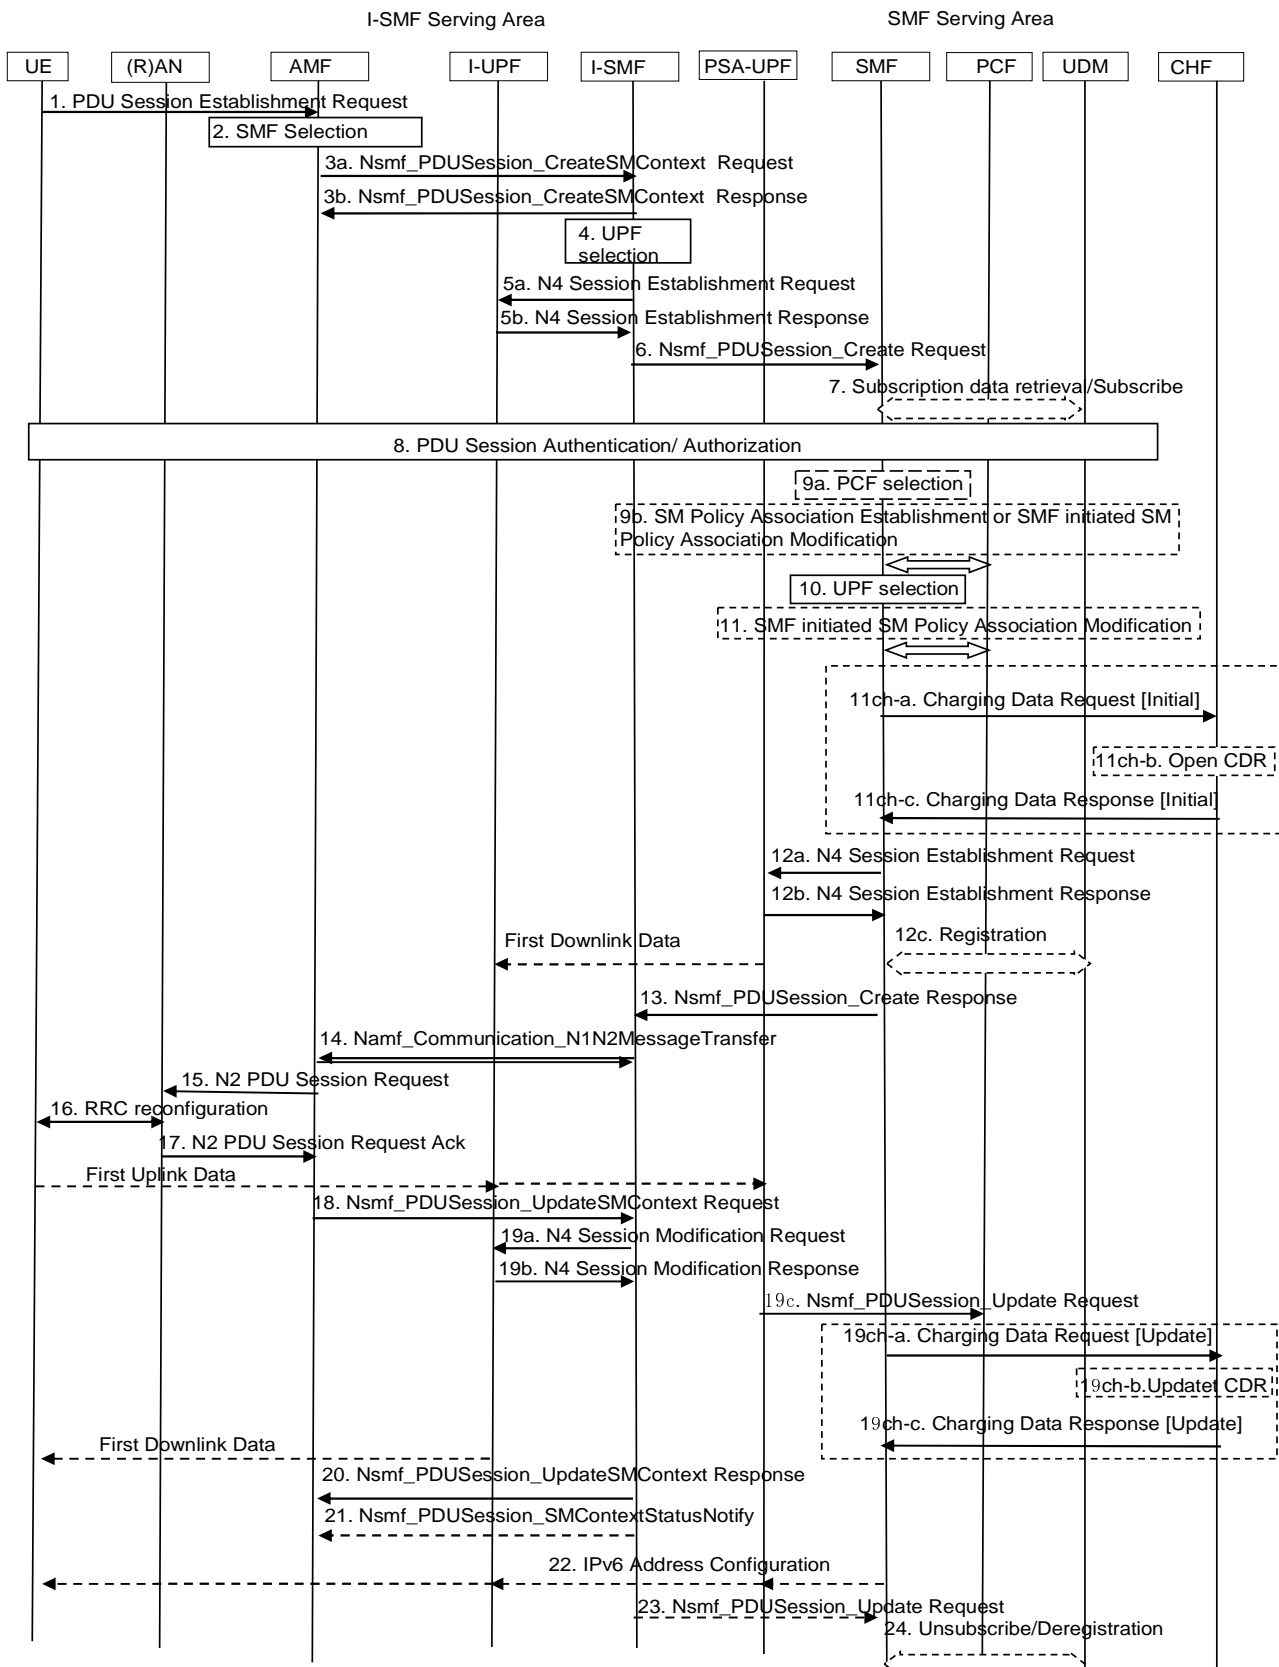 I-SMF Serving Area
SMF Serving Area
UE
(R)AN
AMF
I-UPF
I-SMF
PSA-UPF
SMF
PCF
UDM
CHF
1. PDU Session Establishment Request
2. SMF Selection
3a. Nsmf_PDUSession_CreateSMContext Request
3b. Nsmf_PDUSession_CreateSMContext Response
4. UPF
selection
5a. N4 Session Establishment Request
5b. N4 Session Establishment Response
6. Nsmf_PDUSession_Create Request
7. Subscription data retrieval/Subscribe
8. PDU Session Authentication/ Authorization
9a. PCF selection
9b. SM Policy Association Establishment or SMF initiated SM
Policy Association Modification
10. UPF selection
11. SMF initiated SM Policy Association Modification
11ch-a. Charging Data Request [Initial]
11ch-b. Open CDR
11ch-c. Charging Data Response [Initial]
12a. N4 Session Establishment Request
12b. N4 Session Establishment Response
First Downlink Data
12c. Registration
13. Nsmf_PDUSession_Create Response
14. Namf_Communication_N1N2MessageTransfer
15. N2 PDU Session Request
16. RRC reconfiguration
17. N2 PDU Session Request Ack
First Uplink Data
18. Nsmf_PDUSession_UpdateSMContext Request
19a. N4 Session Modification Request
19b. N4 Session Modification Response
19c. Nsmf_PDUSession_Update Request
19ch-a. Charging Data Request [Update]
19ch-b.Updatet CDR
19ch-c. Charging Data Response [Update]
First Downlink Data
20. Nsmf_PDUSession_UpdateSMContext Response
21. Nsmf_PDUSession_SMContextStatusNotify
22. IPv6 Address Configuration
23. Nsmf_PDUSession_Update Request
24. Unsubscribe/Deregistration